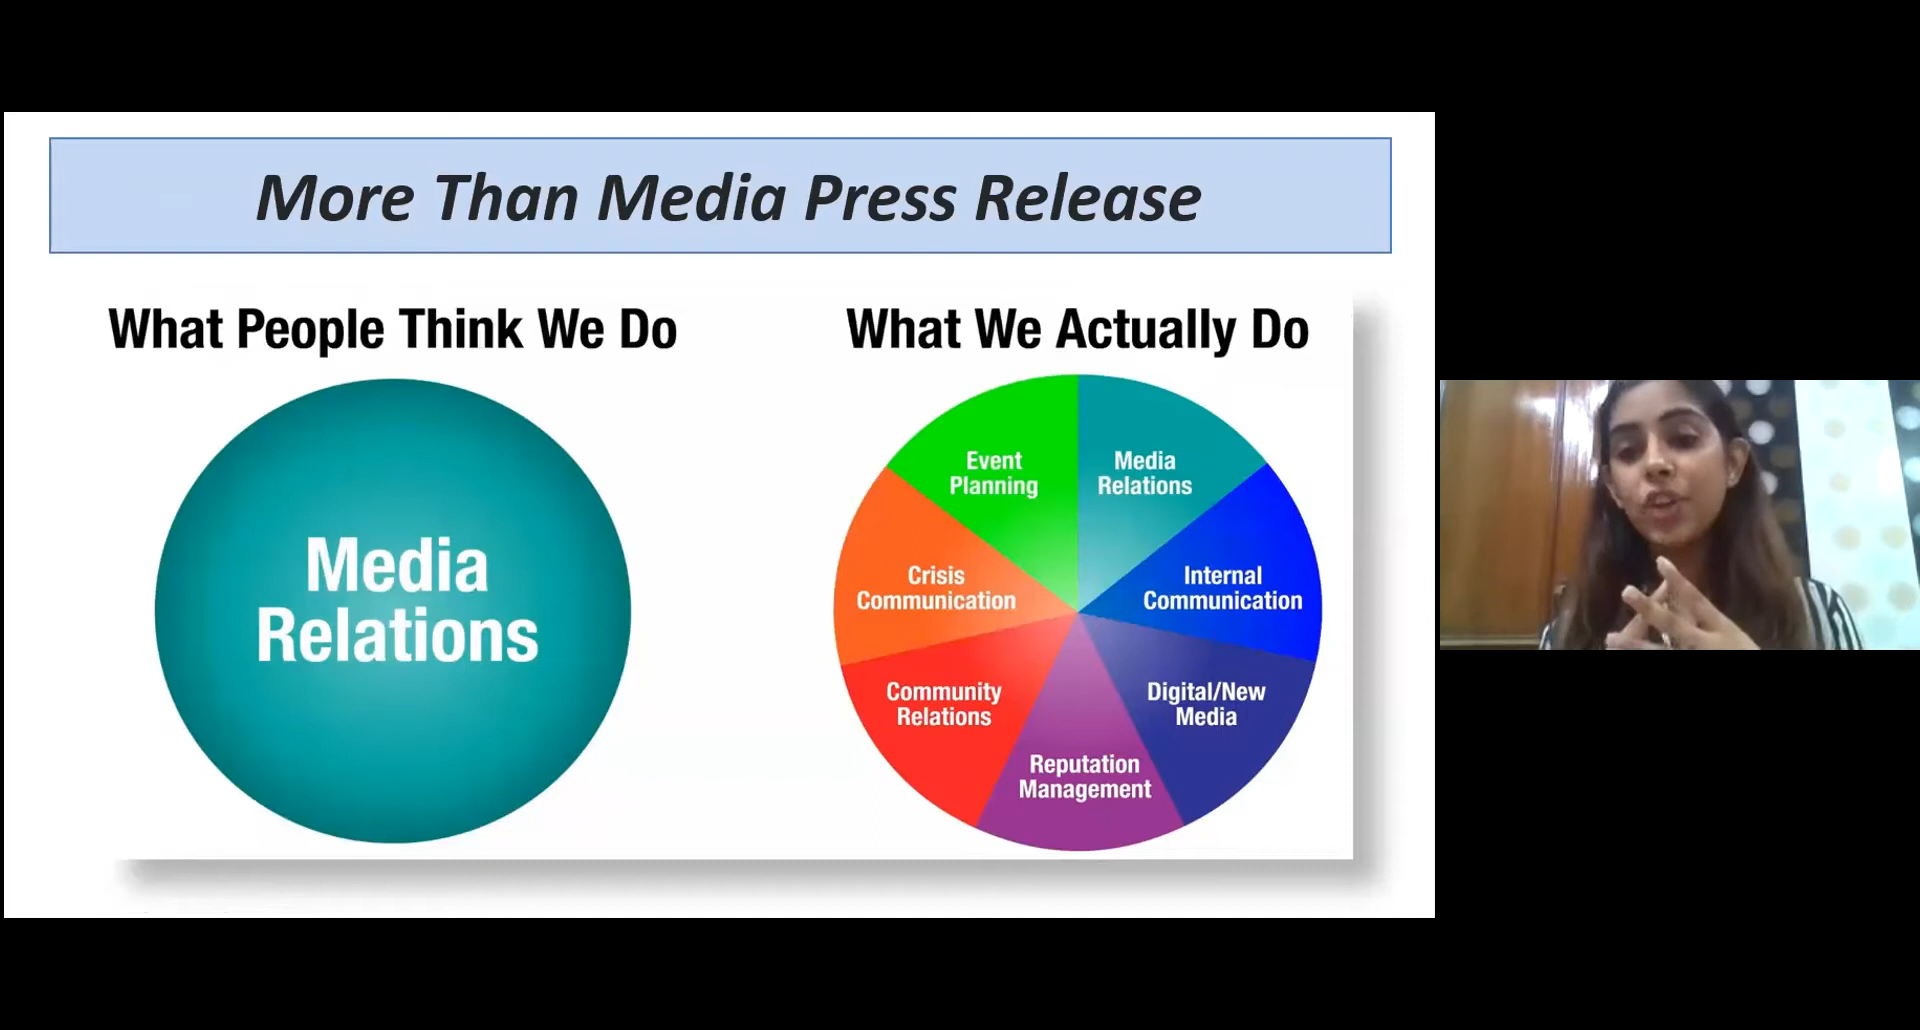 More Than Media Press Release
What People Think We Do
Media
Relations
What We Actually Do
Event
Planning
Media
Relations
Crisis
Communication
Internal
Communication
Community
Relations
Digital/New
Media
Reputation
Management